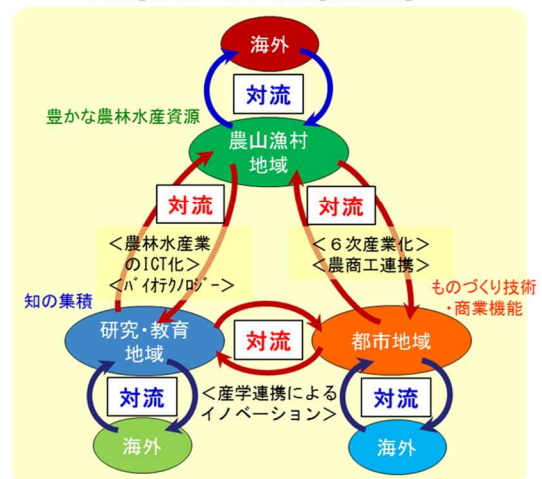 海外
対流
豊かな農林水産資源
農山漁村
地域
対流
対流
＜農林水産業
のICT化＞
＜ﾊﾞｲｵﾃｸﾉﾛｼﾞｰ＞
＜６次産業化＞
＜農商工連携＞
知の集積
ものづくり技術
・商業機能
研究・教育
地域
対流
都市地域
対流
＜産学連携による
イノベーション＞
対流
海外
海外